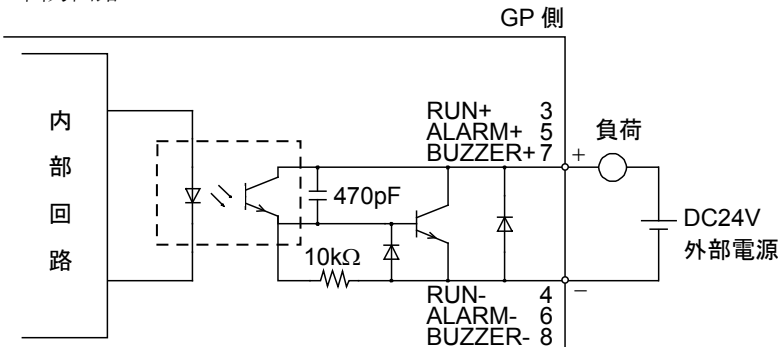 GP 側
内
部
回
路
RUN+ 3
ALARM+ 5
BUZZER+ 7
+
負荷
470pF
10kΩ
DC24V
外部電源
RUN- 4
ALARM- 6
BUZZER- 8
−